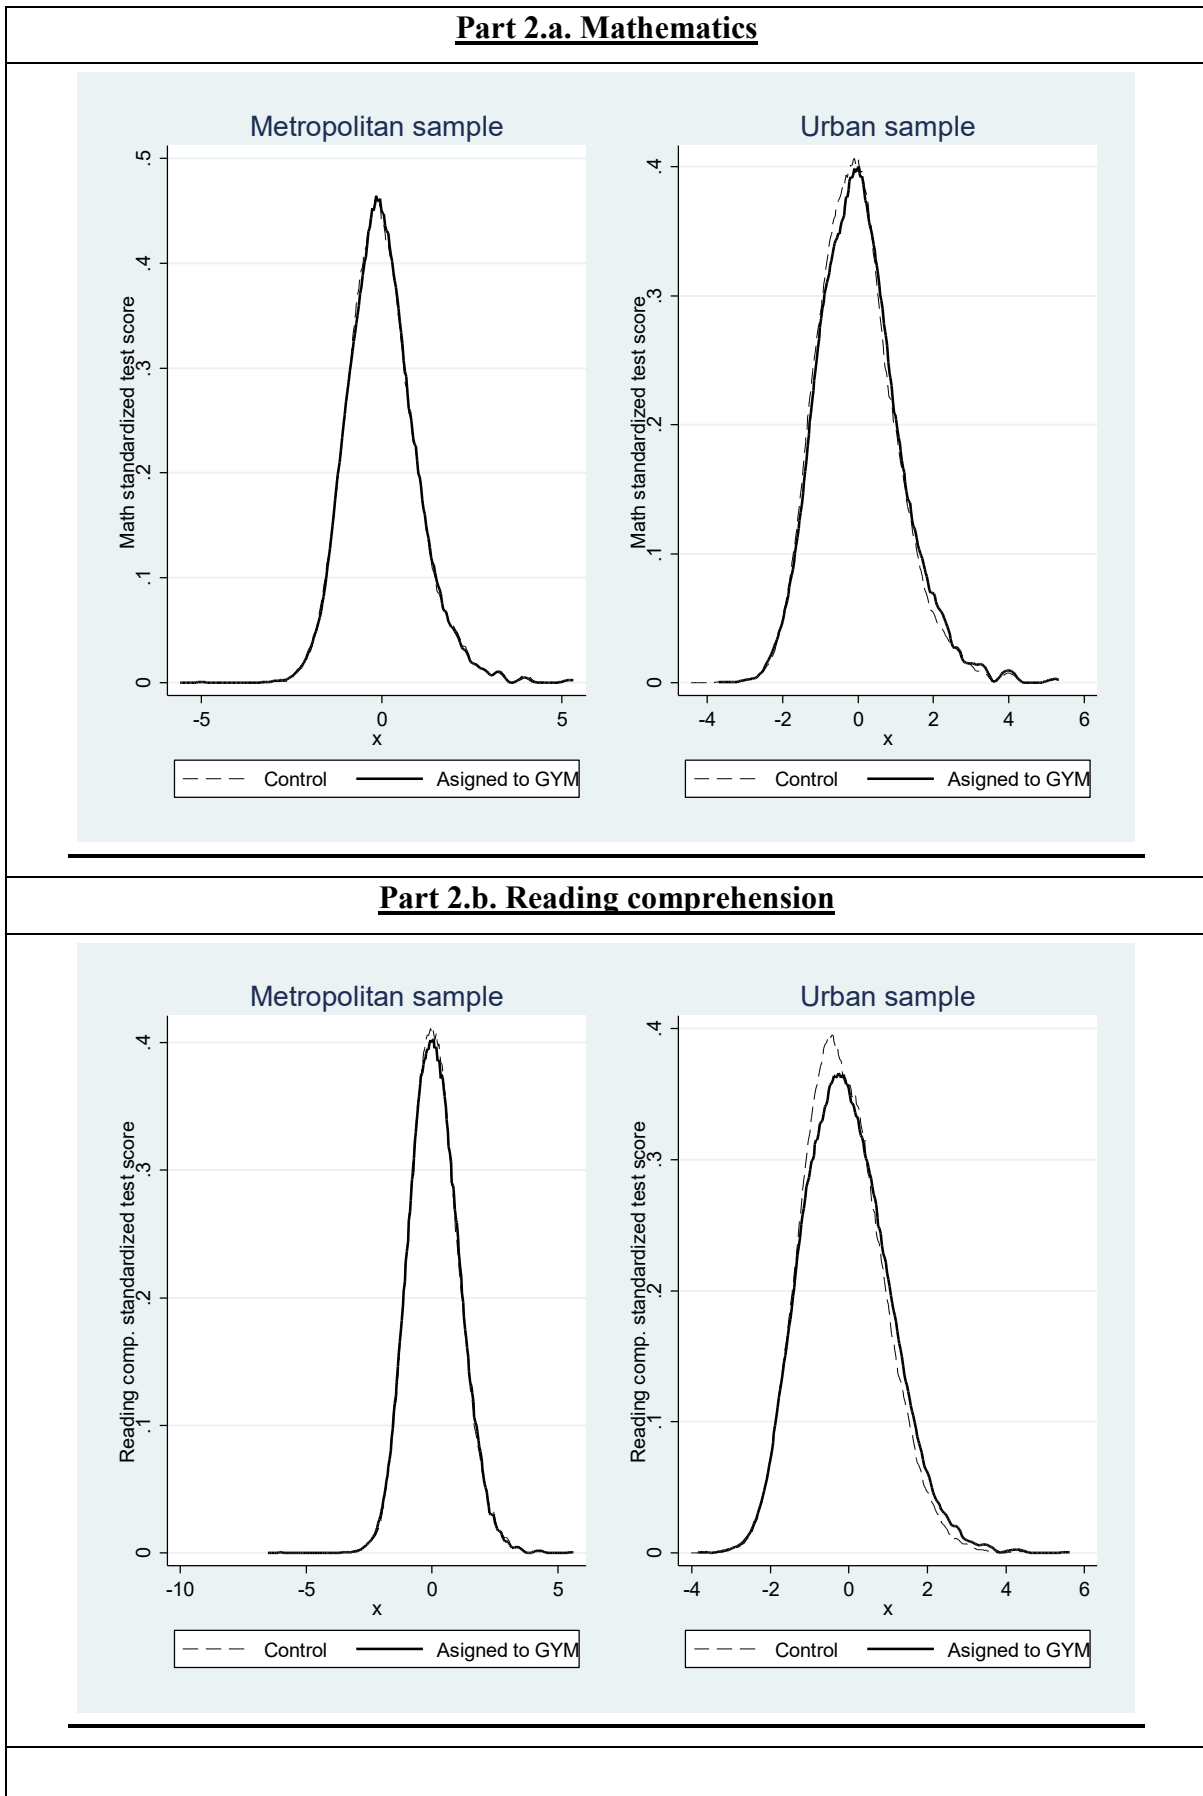 Part 2.a. Mathematics
Metropolitan sample
Math standardized test score
0 .1 .2 .3 .4 .5
-5 0 5
x
Control Asigned to GYM
Urban sample
Math standardized test score
0 .1 .2 .3 .4
-4 -2 0 2 4 6
x
Control Asigned to GYM
Part 2.b. Reading comprehension
Metropolitan sample
Reading comp. standardized test score
0 .1 .2 .3 .4
-10 -5 0 5
x
Control Asigned to GYM
Urban sample
Reading comp. standardized test score
0 .1 .2 .3 .4
-4 -2 0 2 4 6
x
Control Asigned to GYM